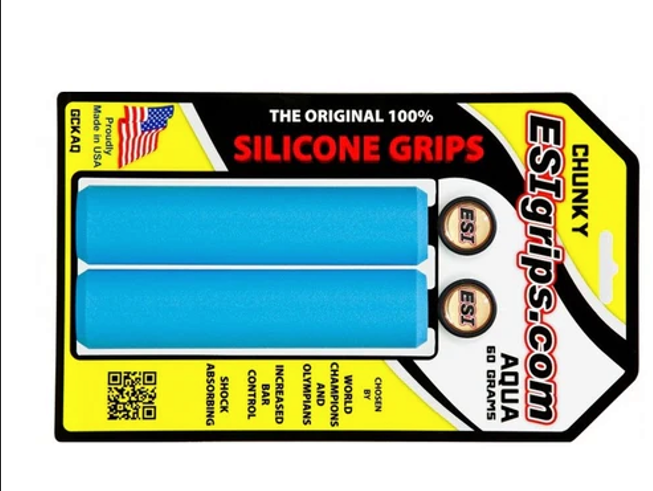 GCKAQ
Proudly
Made in USA
THE ORIGINAL 100%
SILICONE GRIPS
CHUNKY
ESIgrips.com
AQUA
60 GRAMS
ESI
ESI
CHOSEN
BY
WORLD
CHAMPIONS
AND
OLYMPIANS
INCREASED
BAR
CONTROL
SHOCK
ABSORBING